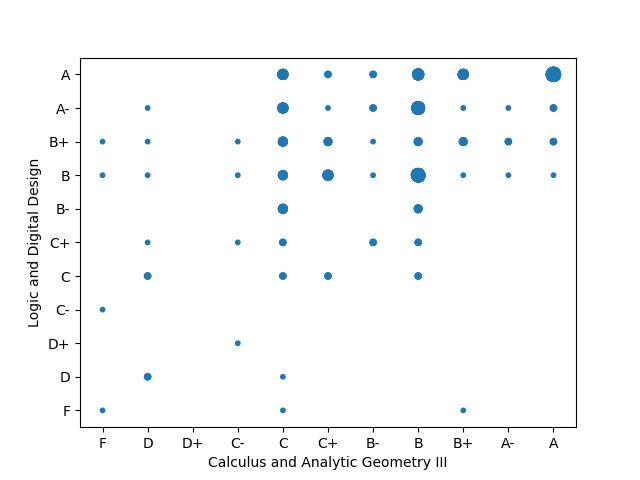 A
A-
B+
B
B-
C+
C
C-
D+
D
F
Logic and Digital Design
F D D+ C- C C+ B- B B+ A- A
Calculus and Analytic Geometry III